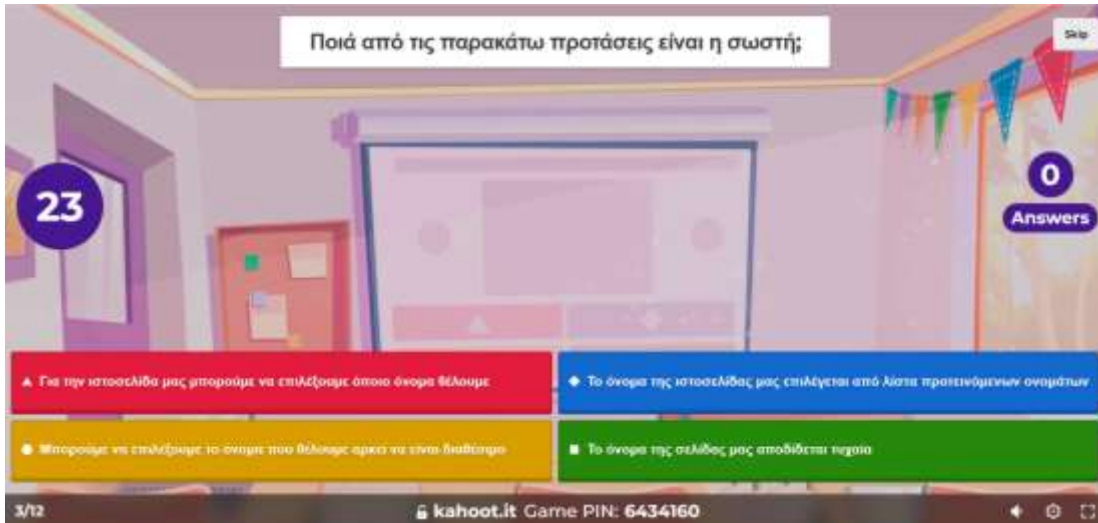 Ποιά από τις παρακάτω προτάσεις είναι η σωστή;
Skip
23
0
Answers
Για την ιστοσελίδα μας μπορούμε να επιλέξουμε όποιο όνομα θέλουμε
Το όνομα της ιστοσελίδας μας επιλέγεται από λίστα προτεινόμενων ονομάτων
Μπορούμε να επιλέξουμε το όνομα που θέλουμε αρκεί να είναι διαθέσιμο
Το όνομα της σελίδας μας αποδίδεται τυχαία
3/12
kahoot.it Game PIN: 6434160